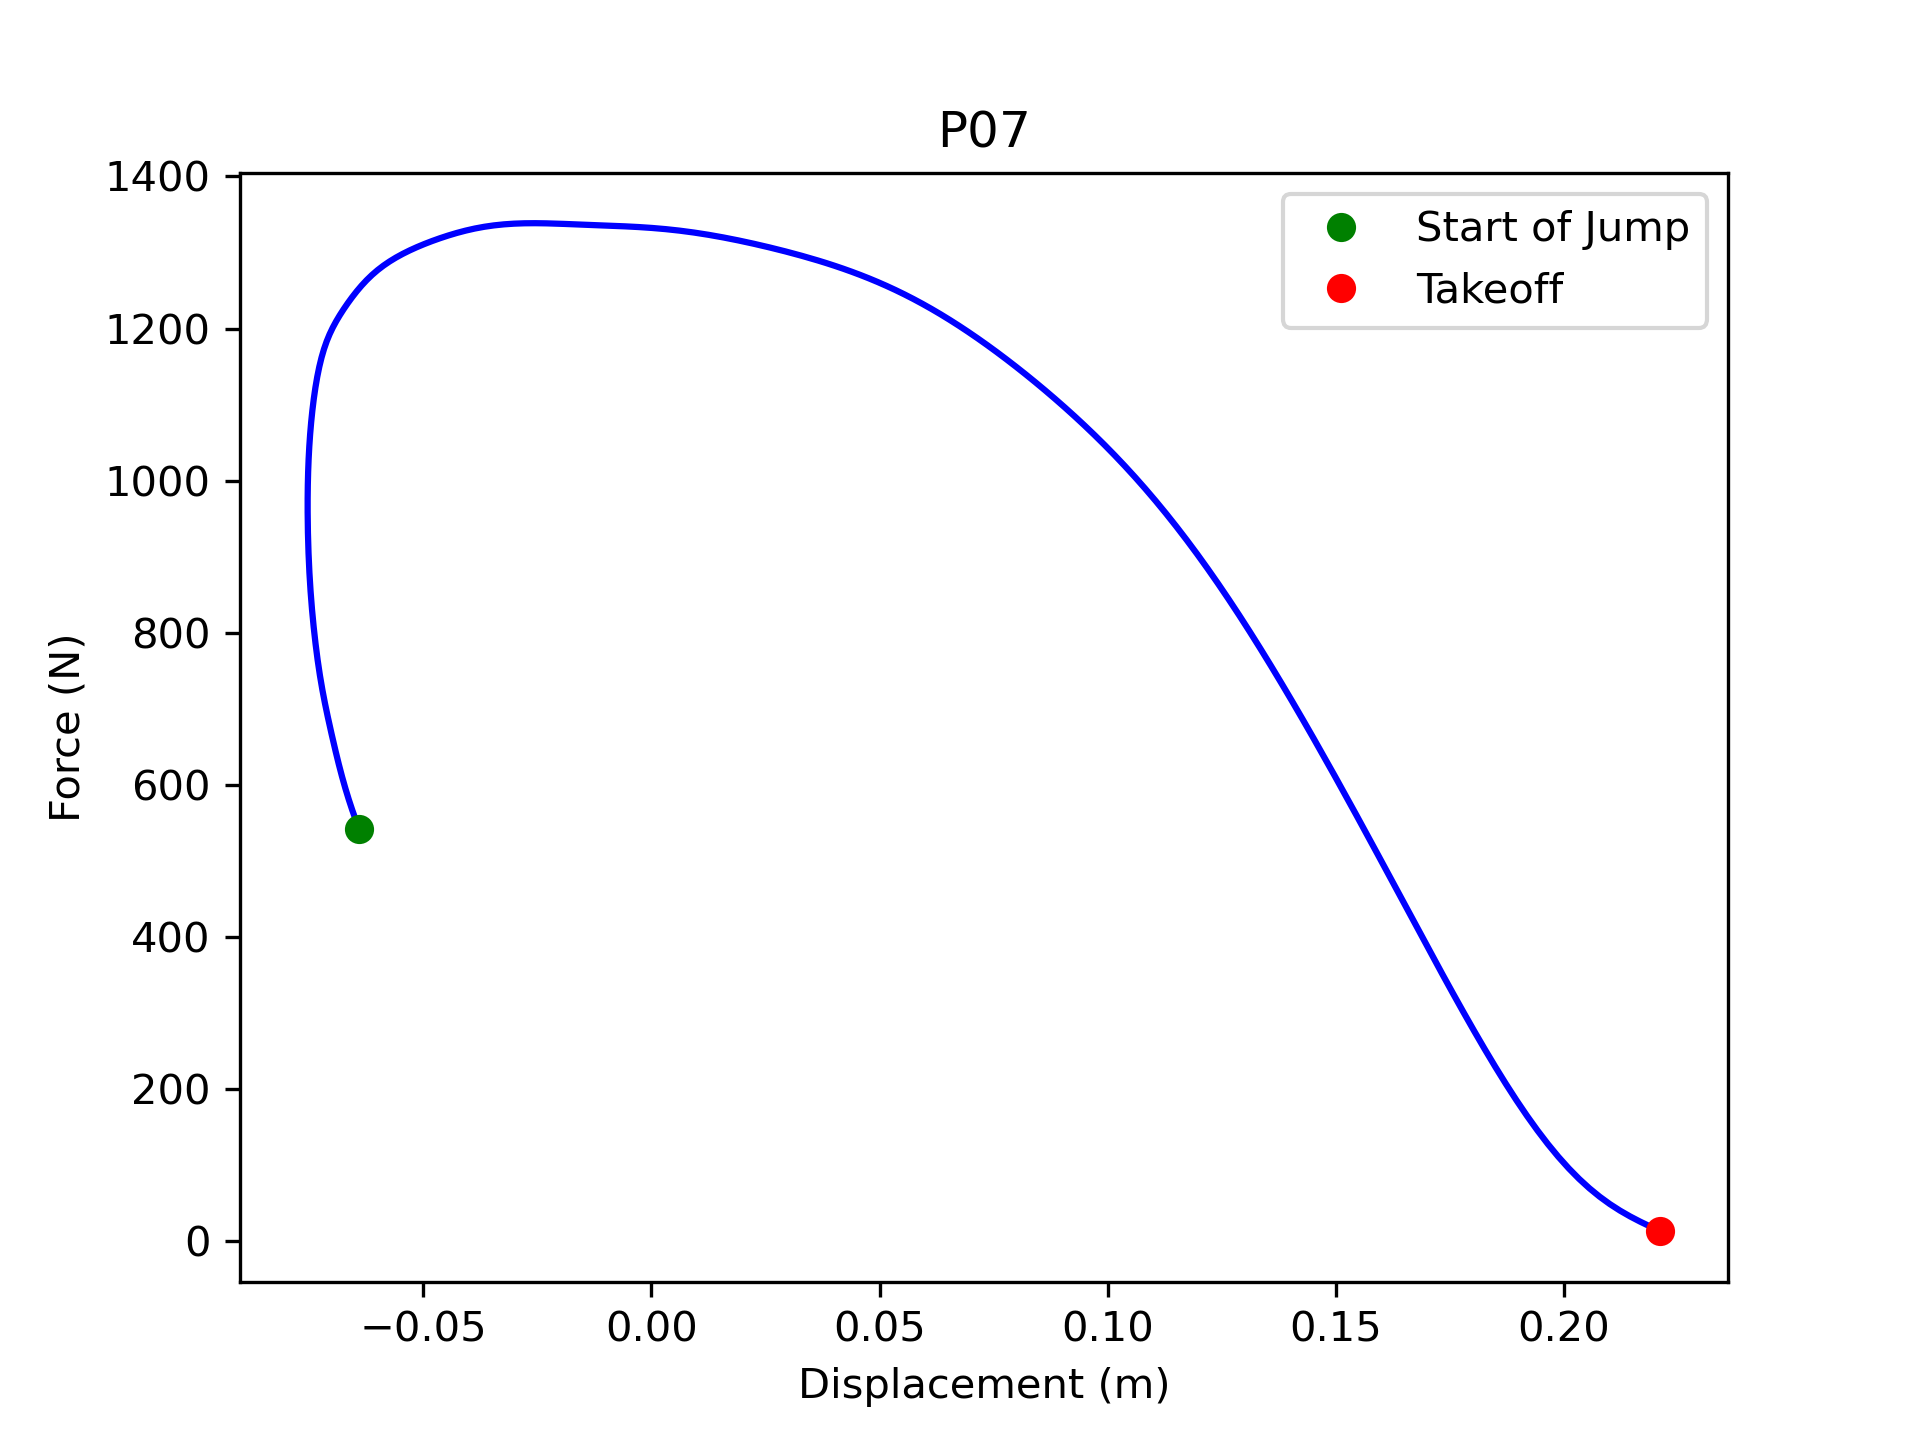 P07
1400
1200
1000
800
600
400
200
0
Force (N)
Start of Jump
Takeoff
−0.05 0.00 0.05 0.10 0.15 0.20
Displacement (m)